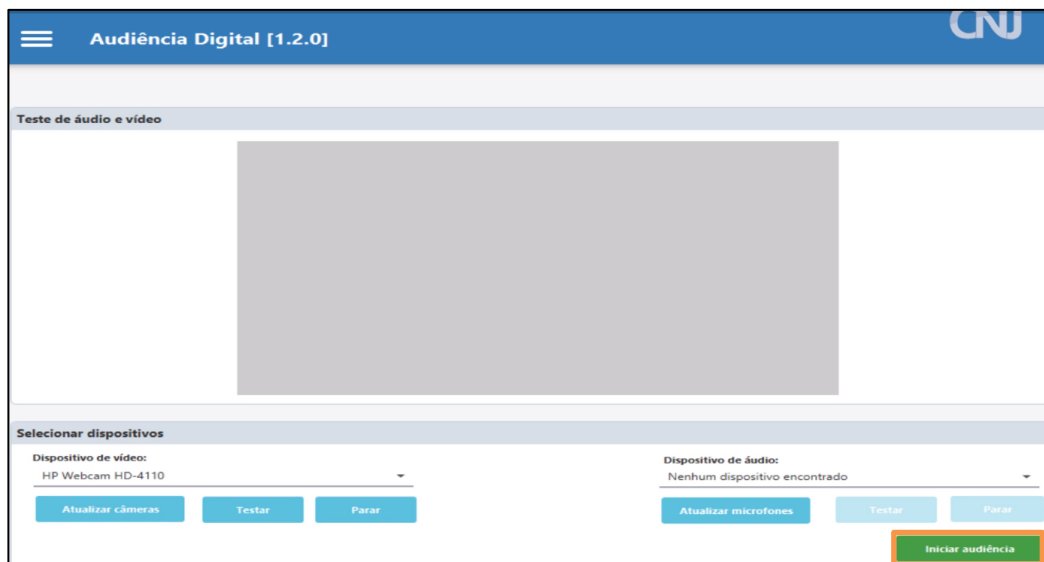 Audiência Digital [1.2.0]
CNJ
Teste de áudio e vídeo
Selecionar dispositivos
Dispositivo de vídeo:
HP Webcam HD-4110
Atualizar câmeras
Testar
Parar
Dispositivo de áudio:
Nenhum dispositivo encontrado
Atualizar microfones
Testar
Parar
Iniciar audiência